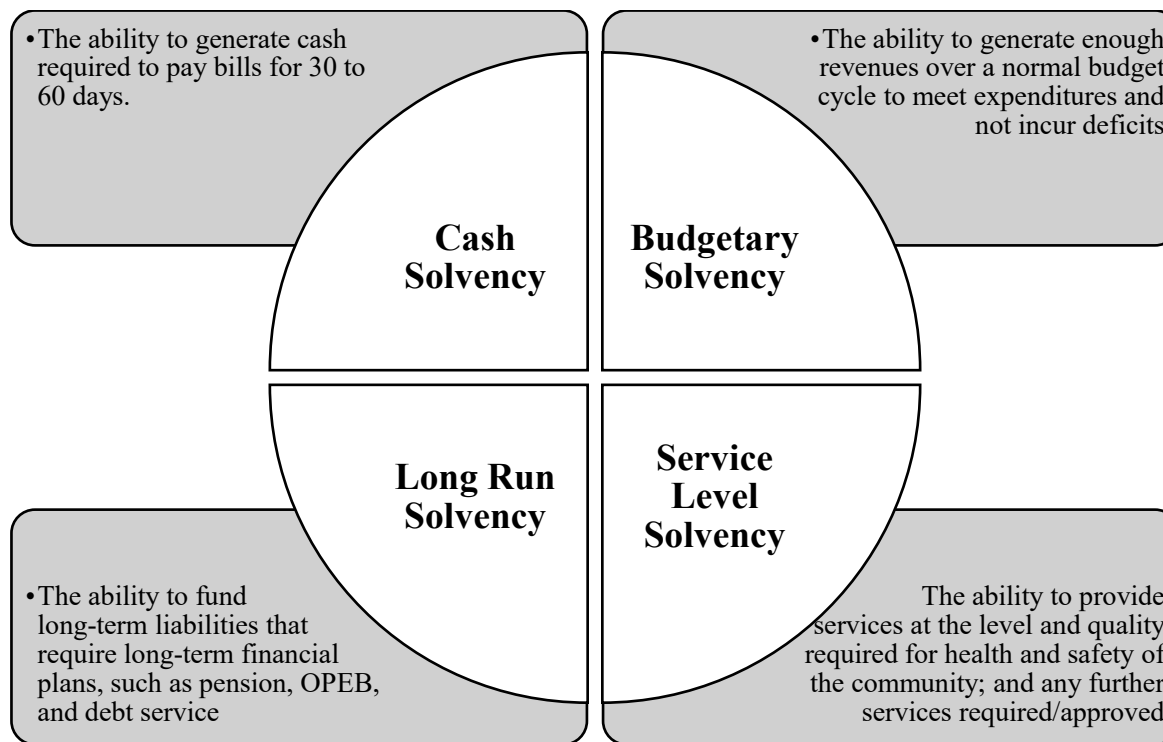 •The ability to generate cash
required to pay bills for 30 to
60 days.
•The ability to generate enough
revenues over a normal budget
cycle to meet expenditures and
not incur deficits
Cash
Solvency
Budgetary
Solvency
Long Run
Solvency
Service
Level
Solvency
•The ability to fund
long-term liabilities that
require long-term financial
plans, such as pension, OPEB,
and debt service
The ability to provide
services at the level and quality
required for health and safety of
the community; and any further
services required/approved